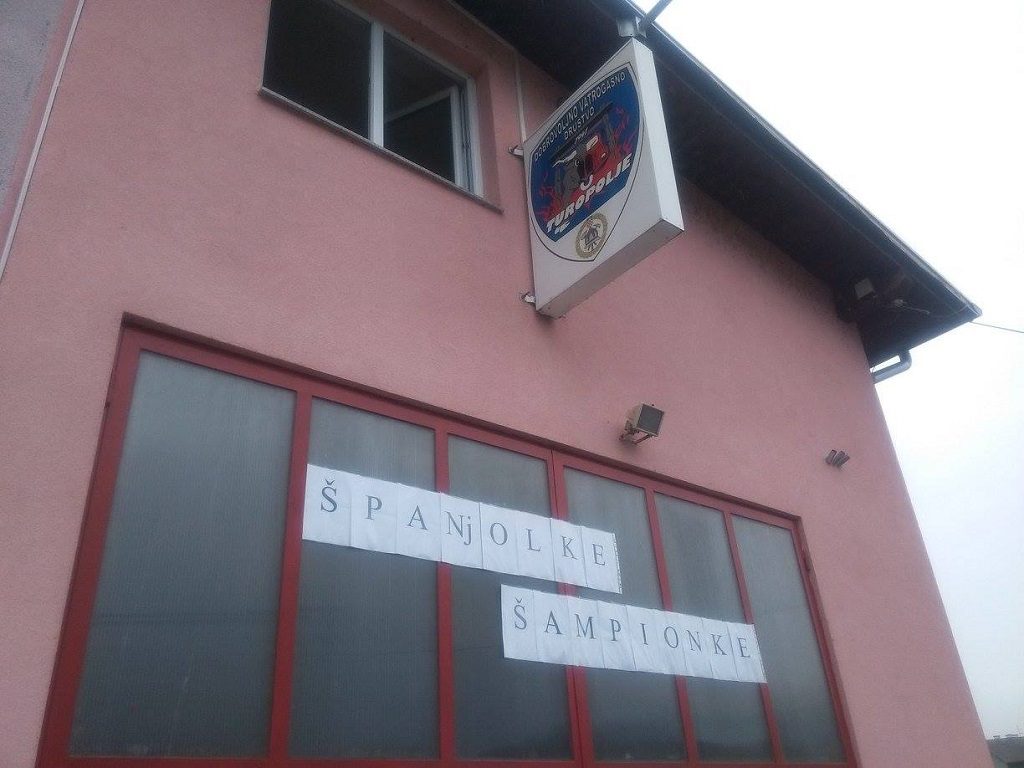 DOBROVOLJNO VATROGASNO
DRUŠTVO
TUROPOLJE
ŠPANjOLKE
ŠAMPIONKE